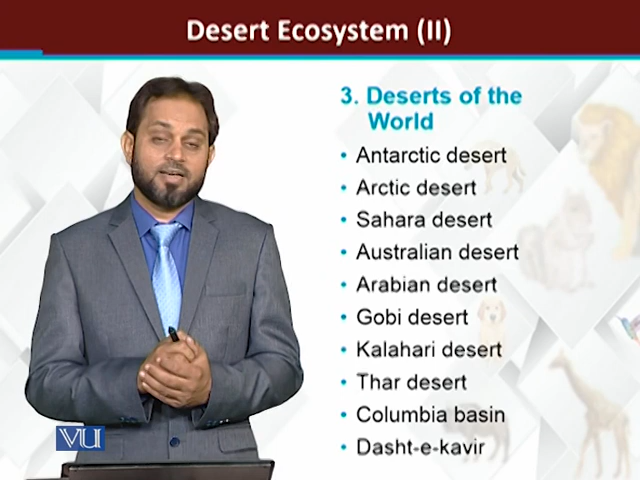 Desert Ecosystem (II)
3. Deserts of the
World
• Antarctic desert
• Arctic desert
• Sahara desert
• Australian desert
• Arabian desert
• Gobi desert
• Kalahari desert
• Thar desert
• Columbia basin
• Dasht-e-kavir
VU